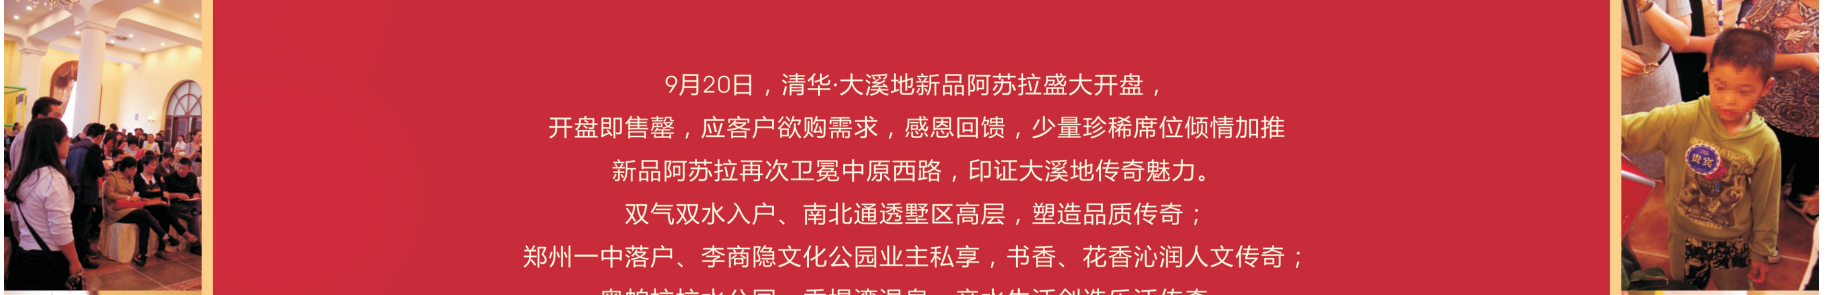 9月20日，清华·大溪地新品阿苏拉盛大开盘，
开盘即售罄，应客户欲购需求，感恩回馈，少量珍稀席位倾情加推
新品阿苏拉再次卫冕中原西路，印证大溪地传奇魅力。
双气双水入户、南北通透墅区高层，塑造品质传奇；
郑州一中落户、李商隐文化公园业主私享，书香、花香沁润人文传奇；
贵宾